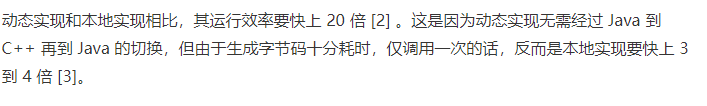 动态实现和本地实现相比，其运行效率要快上 20 倍 [2] 。这是因为动态实现无需经过 Java 到
C++ 再到 Java 的切换，但由于生成字节码十分耗时，仅调用一次的话，反而是本地实现要快上 3
到 4 倍 [3]。